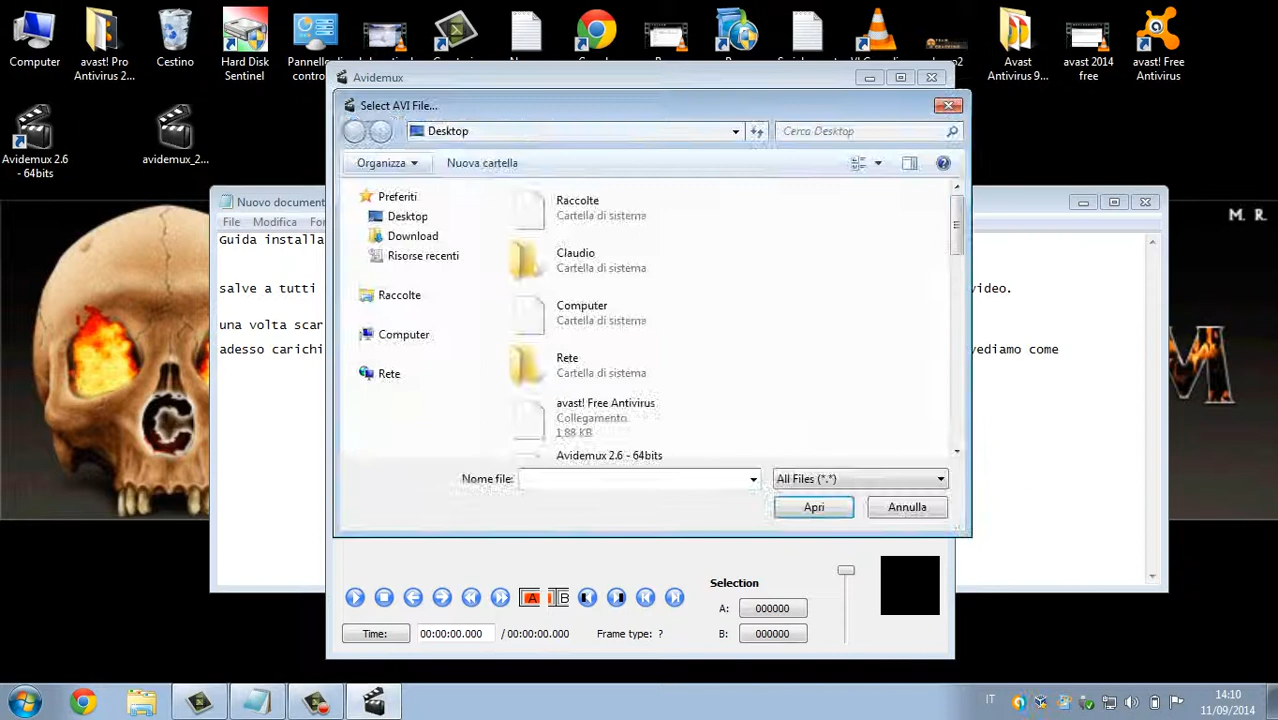 Computer
avast! Pro
Antivirus 2...
Cestino
Hard Disk
Sentinel
Avast
Antivirus 9...
avast 2014
free
avast! Free
Antivirus
Avidemux 2.6
- 64bits
avidemux_2...
Avidemux
Select AVI File...
Desktop
Cerca Desktop
Organizza
Nuova cartella
Preferiti
Desktop
Download
Risorse recenti
Raccolte
Computer
Rete
Raccolte
Cartella di sistema
Claudio
Cartella di sistema
Computer
Cartella di sistema
Rete
Cartella di sistema
avast! Free Antivirus
Collegamento
1,88 KB
Avidemux 2.6 - 64bits
Nome file:
All Files (*.*)
Apri
Annulla
Nuovo document
File
Modifica
Fo
Guida installa
salve a tutti
video.
una volta scar
adesso carichi
vediamo come
M. R.
C
M
A
B
Selection
A:
000000
B:
000000
Time:
00:00:00.000
/ 00:00:00.000
Frame type: ?
IT
14:10
11/09/2014